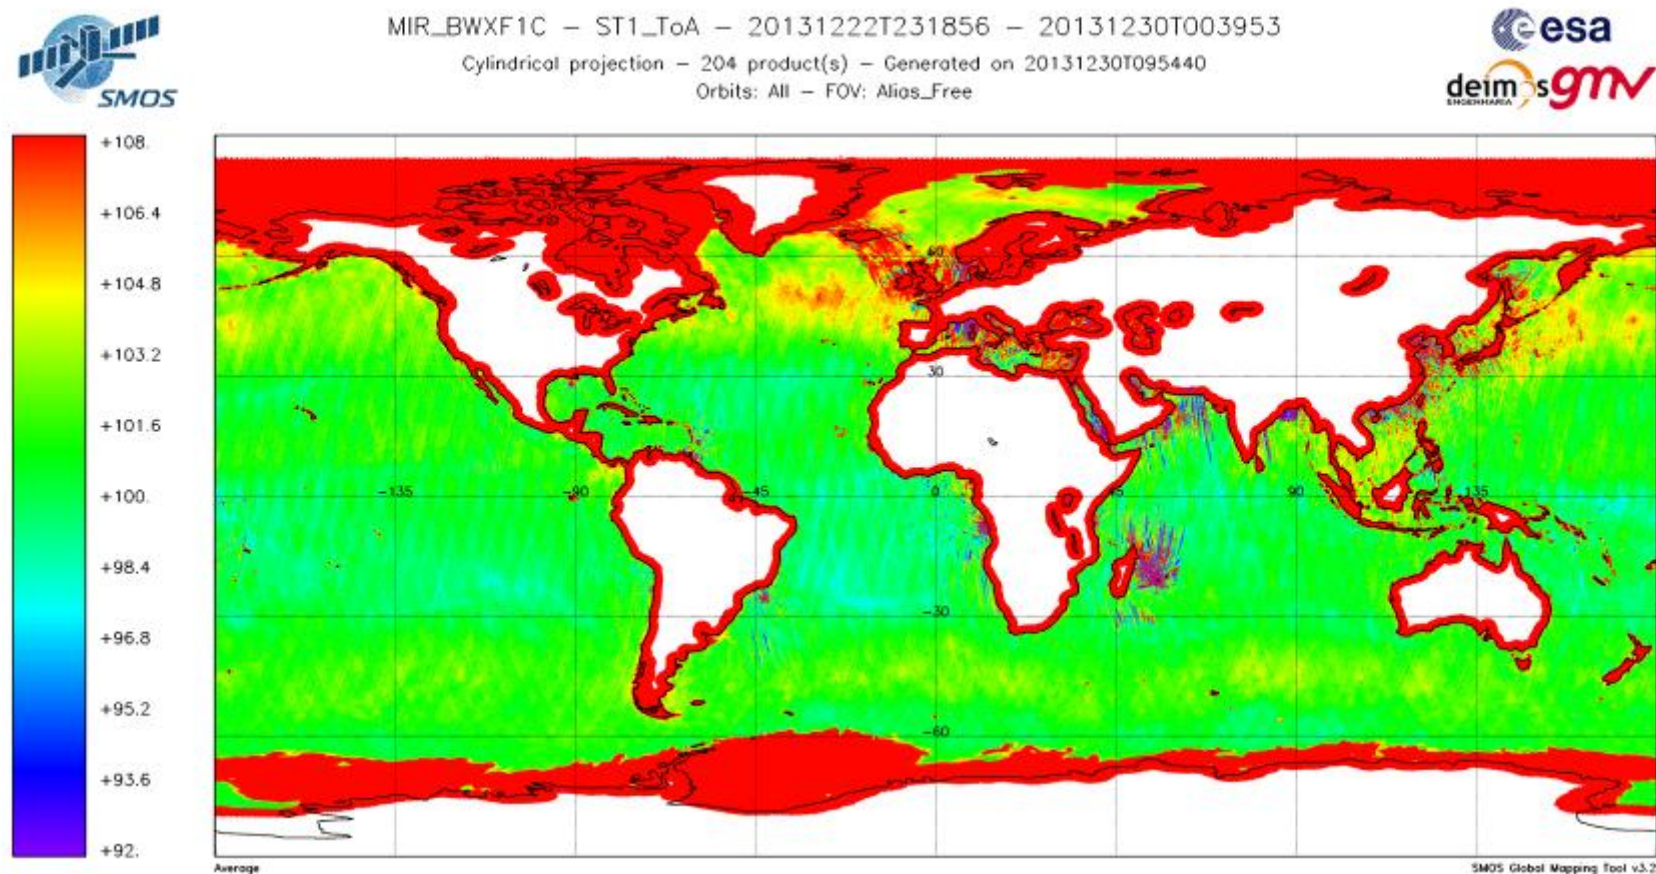 MIR_BWXF1C – ST1_ToA – 20131222T231856 – 20131230T003953
Cylindrical projection – 204 product(s) – Generated on 20131230T095440
Orbits: All – FOV: Alias_Free
SMOS
esa
deimos
ENGENHARIA
gmv
+108.
+106.4
+104.8
+103.2
+101.6
+100.
+98.4
+96.8
+95.2
+93.6
+92.
60
30
-135
-90
-45
0
45
90
135
-30
-60
Average
SMOS Global Mapping Tool v3.2